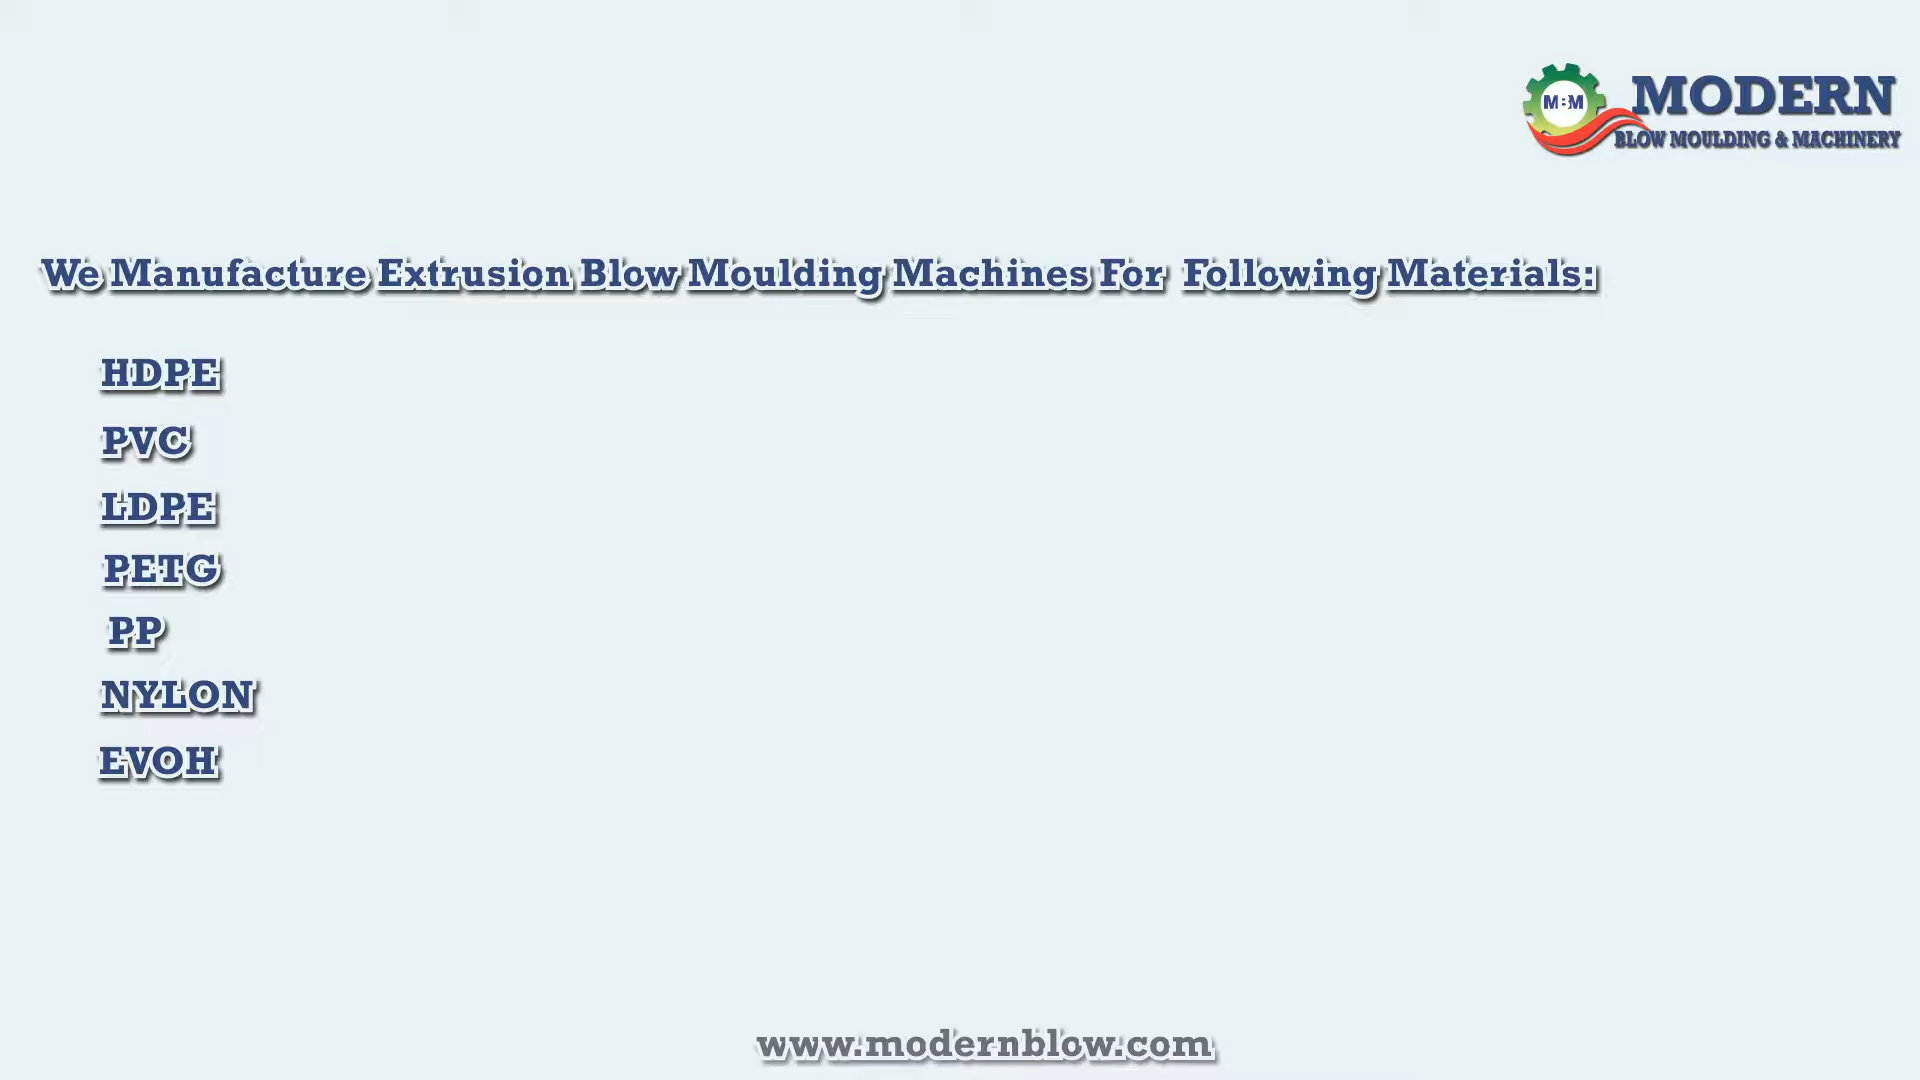 MBM
MODERN
BLOW MOULDING & MACHINERY
We Manufacture Extrusion Blow Moulding Machines For Following Materials:
HDPE
PVC
LDPE
PETG
PP
NYLON
EVOH
www.modernblow.com